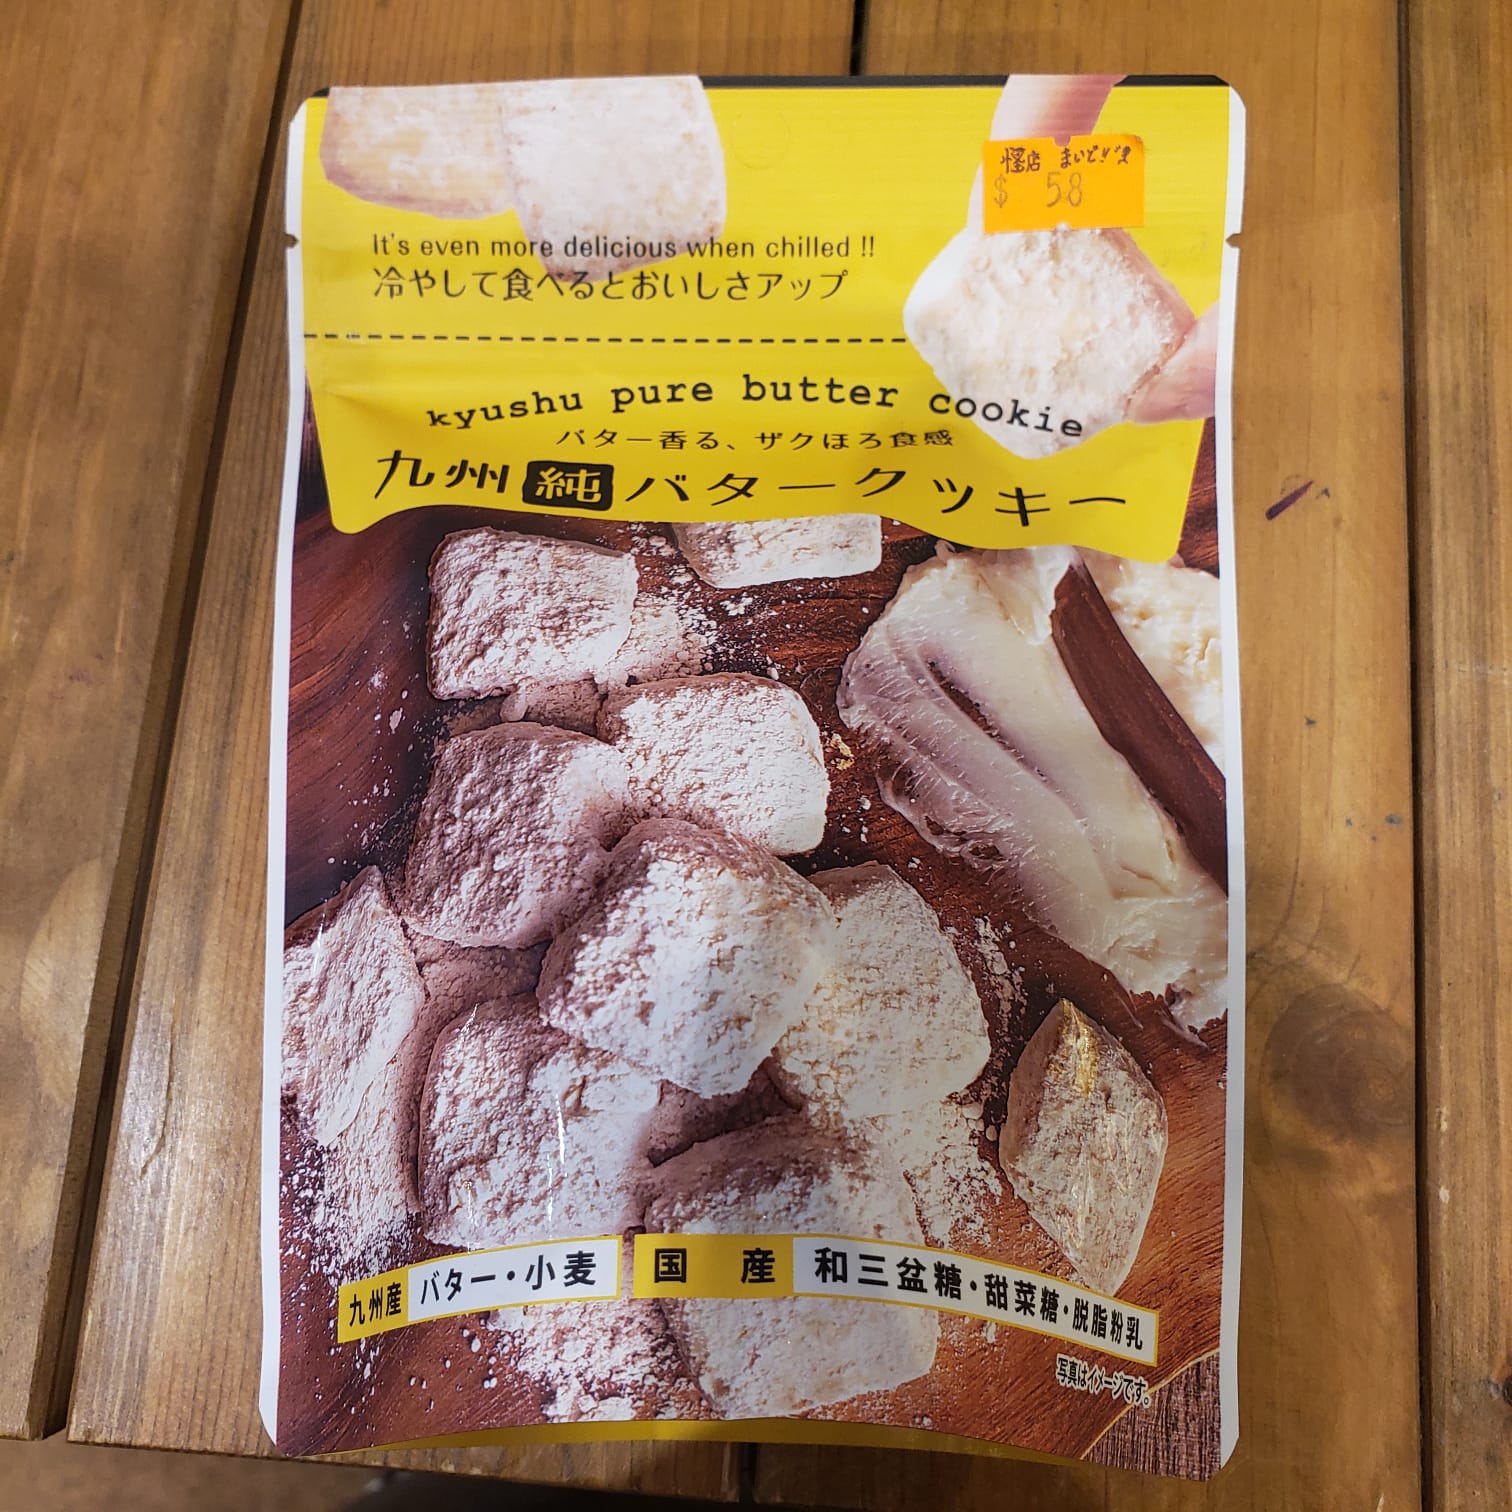 まいど!
$ 58
It's even more delicious when chilled !!
冷やして食べるとおいしさアップ
kyushu pure butter cookie
バター香る、ザクほろ食感
九州 純 バタークッキー
九州産 バター・小麦 国産 和三盆糖・甜菜糖・脱脂粉乳
写真はイメージです。